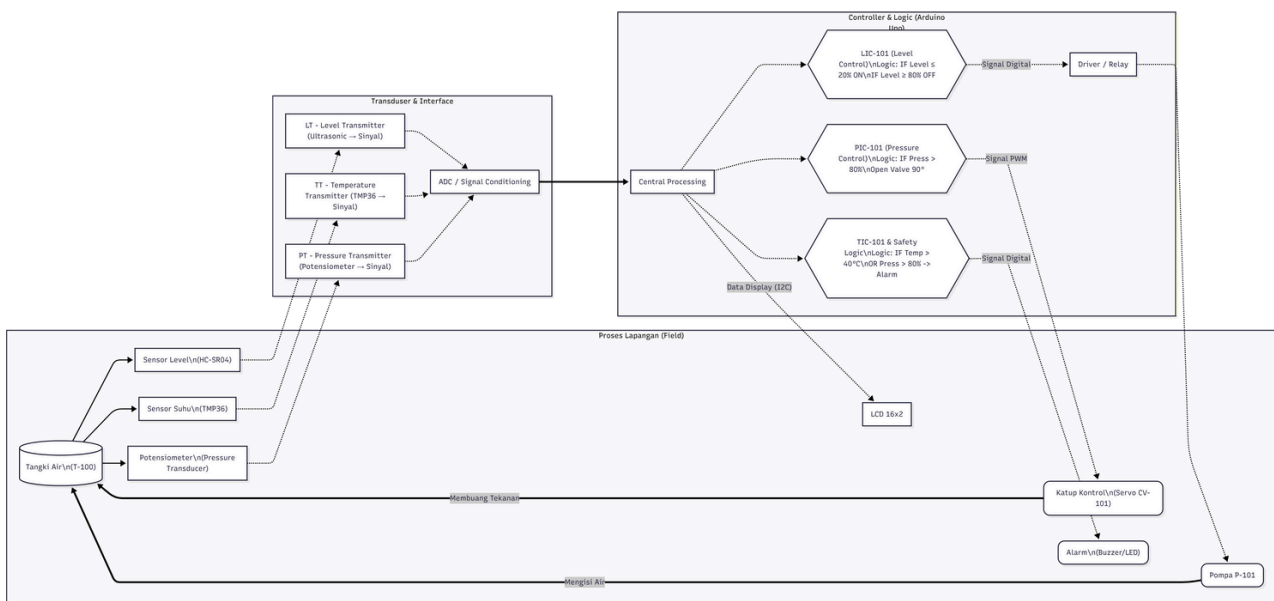 Controller & Logic (Arduino
Uno)
LIC-101 (Level
Control)\nLogic: IF Level ≤
20% ON\nIF Level ≥ 80% OFF
Signal Digital
Driver / Relay
Transduser & Interface
LT - Level Transmitter
(Ultrasonic → Sinyal)
TT - Temperature
Transmitter (TMP36 →
Sinyal)
PT - Pressure Transmitter
(Potensiometer → Sinyal)
ADC / Signal Conditioning
Central Processing
PIC-101 (Pressure
Control)\nLogic: IF Press >
80%\nOpen Valve 90°
Signal PWM
TIC-101 & Safety
Logic\nLogic: IF Temp >
40°C\nOR Press > 80% ->
Alarm
Signal Digital
Data Display (I2C)
Proses Lapangan (Field)
Sensor Level\n(HC-SR04)
Sensor Suhu\n(TMP36)
Potensiometer\n(Pressure
Transducer)
Tangki Air\n(T-100)
LCD 16x2
Membuang Tekanan
Katup Kontrol\n(Servo CV-
101)
Alarm\n(Buzzer/LED)
Mengisi Air
Pompa P-101